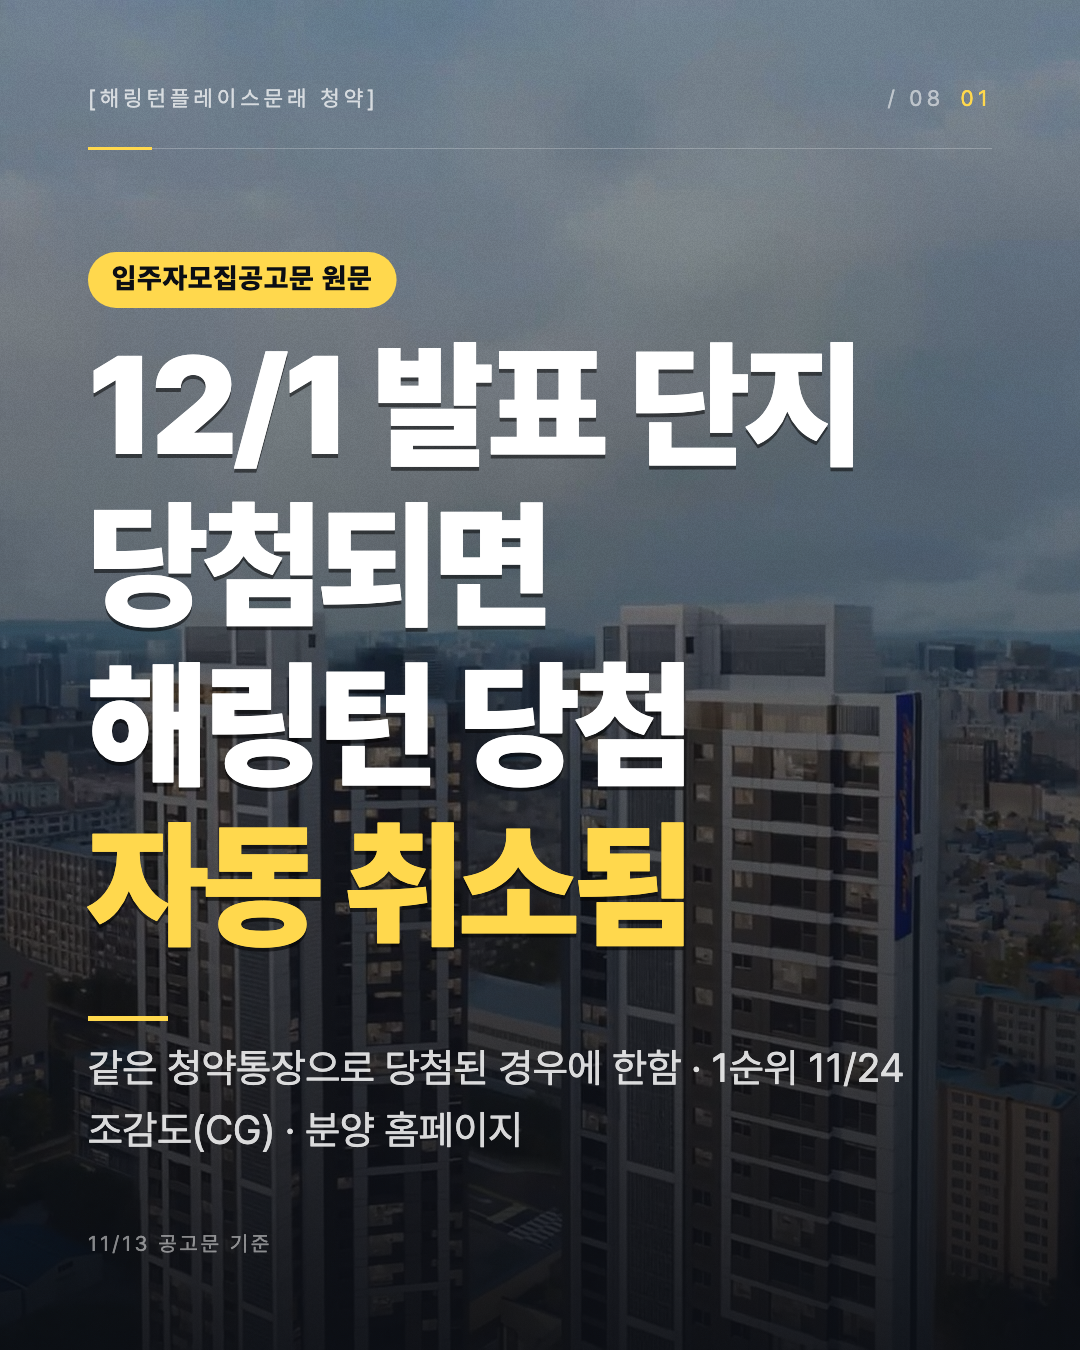 [해링턴플레이스문래 청약]
/ 08 01
입주자모집공고문 원문
12/1 발표 단지
당첨되면
해링턴 당첨
자동 취소됨
같은 청약통장으로 당첨된 경우에 한함 · 1순위 11/24
조감도(CG) · 분양 홈페이지
11/13 공고문 기준